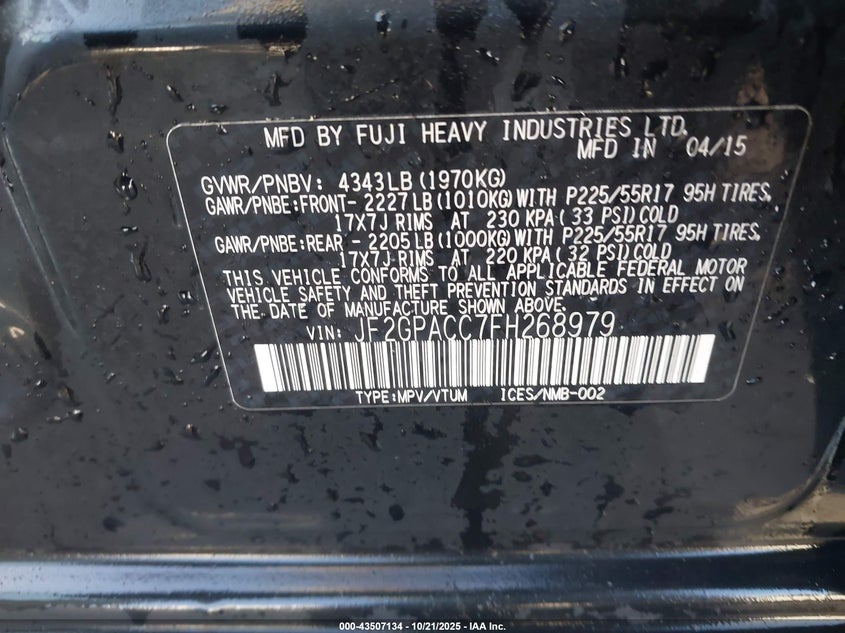 MFD BY FUJI HEAVY INDUSTRIES LTD.
MFD IN 04/15
GVWR/PNBV: 4343LB(1970KG)
GAWR/PNBE:FRONT- 2227LB(1010KG)WITH P225/55R17 95H TIRES,
17X7J RIMS AT 230 KPA( 33 PSI)COLD
GAWR/PNBE:REAR - 2205LB(1000KG)WITH P225/55R17 95H TIRES,
17X7J RIMS AT 220 KPA( 32 PSI)COLD
THIS VEHICLE CONFORMS TO ALL APPLICABLE FEDERAL MOTOR
VEHICLE SAFETY AND THEFT PREVENTION STANDARDS IN EFFECT ON
THE DATE OF MANUFACTURE SHOWN ABOVE.
VIN: JF2GPACC7FH268979
TYPE:MPV/VTUM ICES/NMB-002
000-43507134 - 10/21/2025 - IAA Inc.